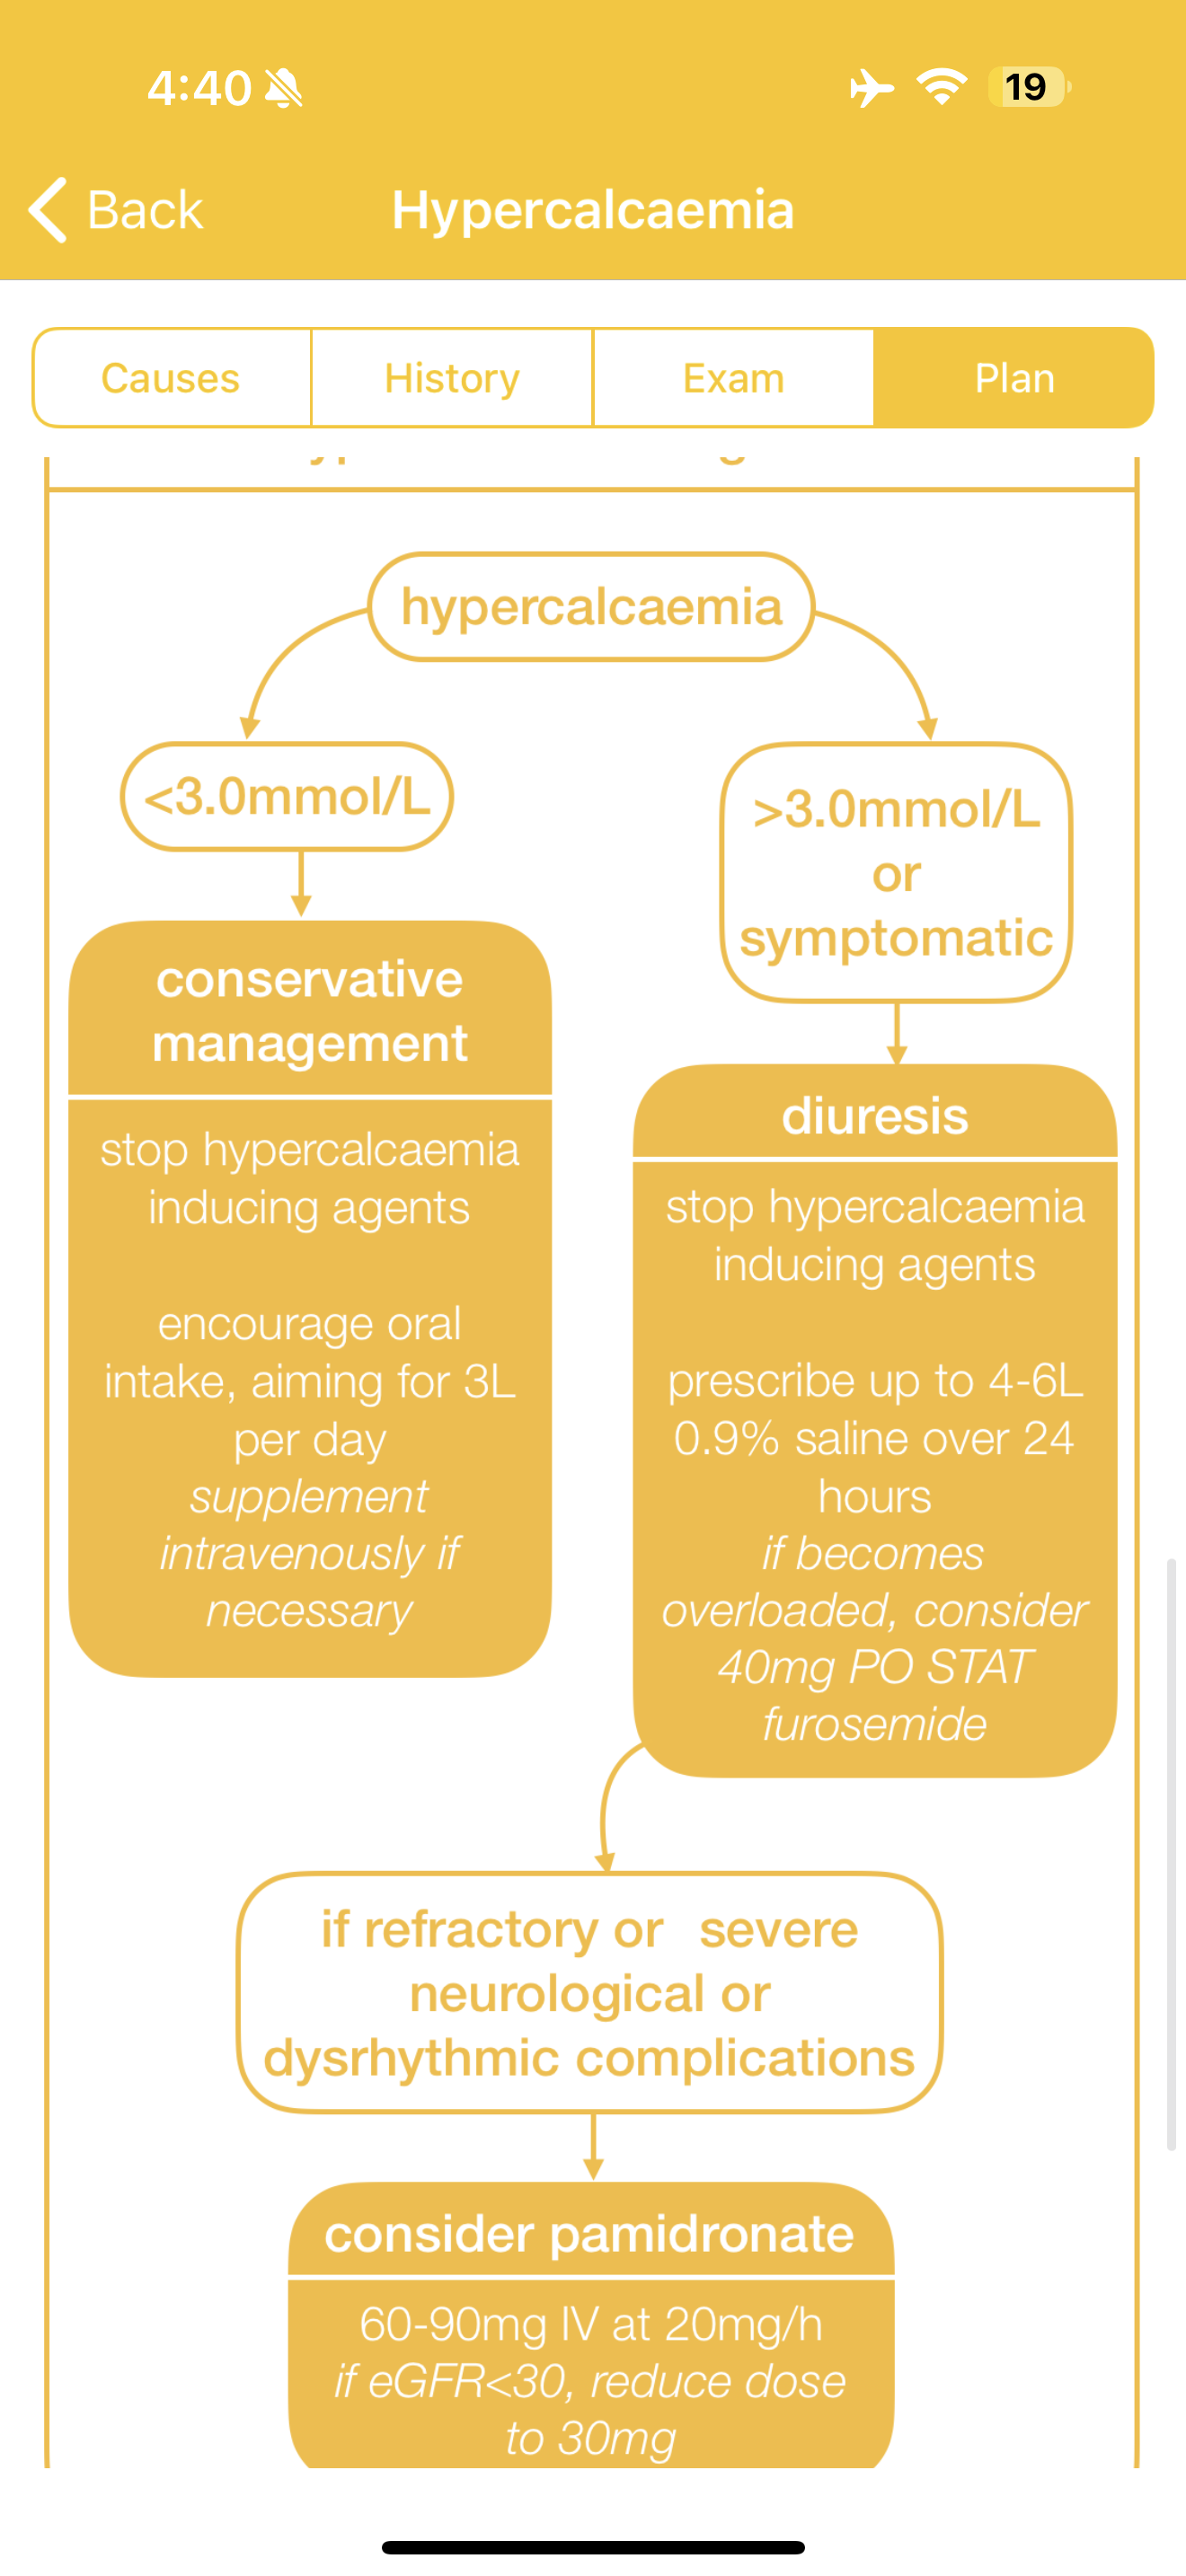 4:40
19
Back
Hypercalcaemia
Causes
History
Exam
Plan
hypercalcaemia
<3.0mmol/L
>3.0mmol/L
or
symptomatic
conservative
management
stop hypercalcaemia
inducing agents
encourage oral
intake, aiming for 3L
per day
supplement
intravenously if
necessary
diuresis
stop hypercalcaemia
inducing agents
prescribe up to 4-6L
0.9% saline over 24
hours
if becomes
overloaded, consider
40mg PO STAT
furosemide
if refractory or severe
neurological or
dysrhythmic complications
consider pamidronate
60-90mg IV at 20mg/h
if eGFR<30, reduce dose
to 30mg